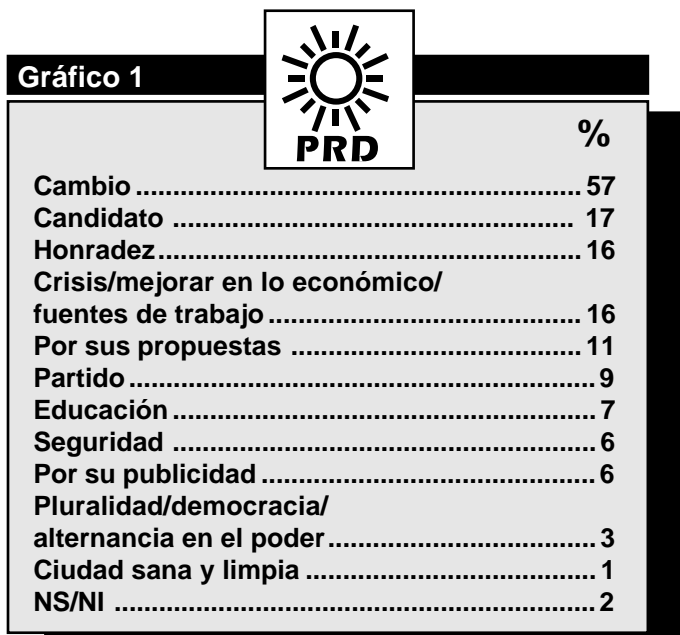 Gráfico 1
PRD
%
Cambio ........................................................ 57
Candidato .................................................. 17
Honradez ..................................................... 16
Crisis/mejorar en lo económico/
fuentes de trabajo ....................................... 16
Por sus propuestas .................................... 11
Partido ......................................................... 9
Educación .................................................... 7
Seguridad .................................................... 6
Por su publicidad ......................................... 6
Pluralidad/democracia/
alternancia en el poder ................................. 3
Ciudad sana y limpia .................................... 1
NS/NI ............................................................ 2